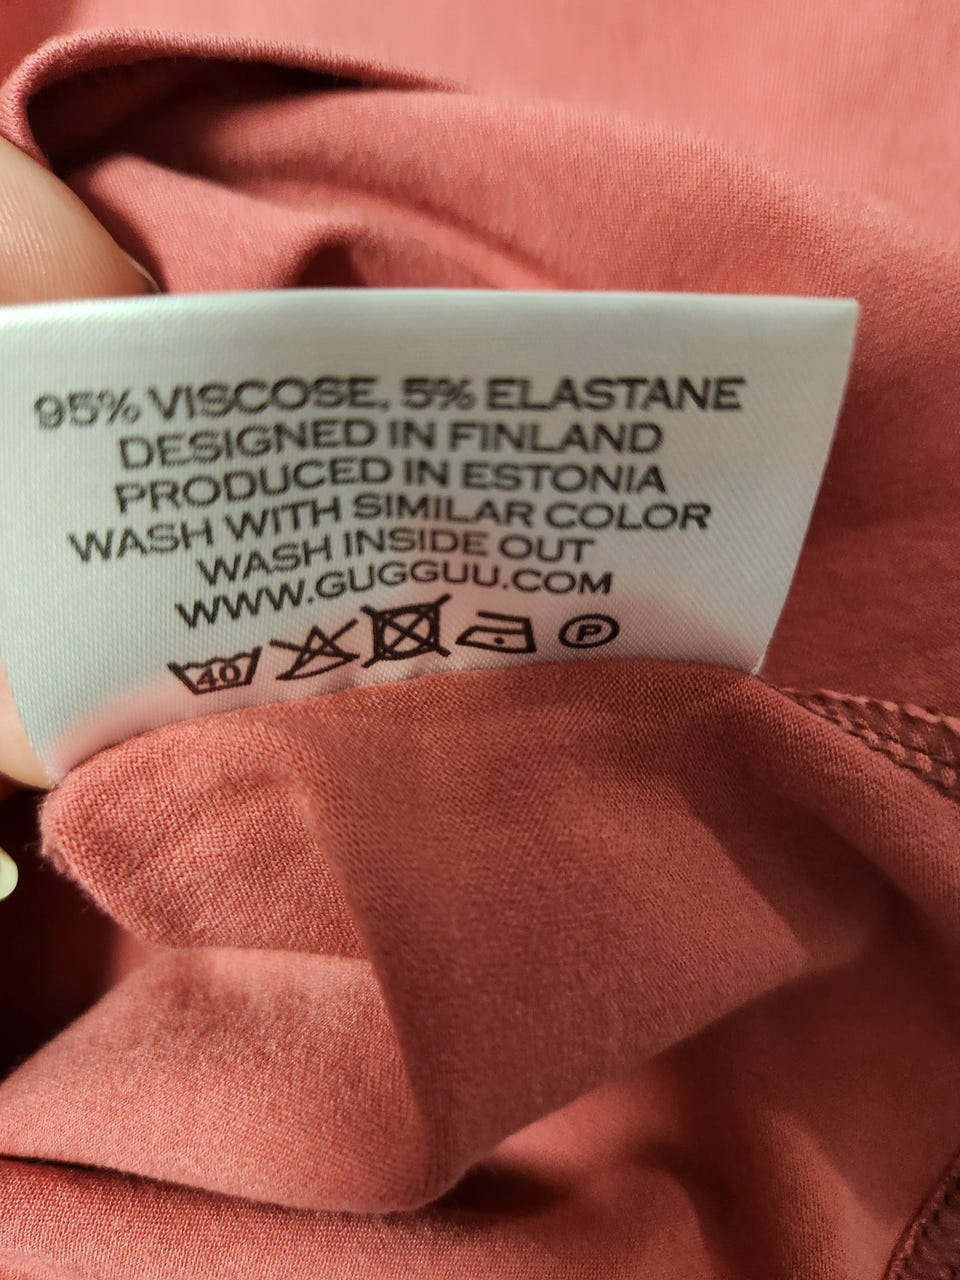 95% VISCOSE, 5% ELASTANE
DESIGNED IN FINLAND
PRODUCED IN ESTONIA
WASH WITH SIMILAR COLOR
WASH INSIDE OUT
WWW.GUGGUU.COM
40 P